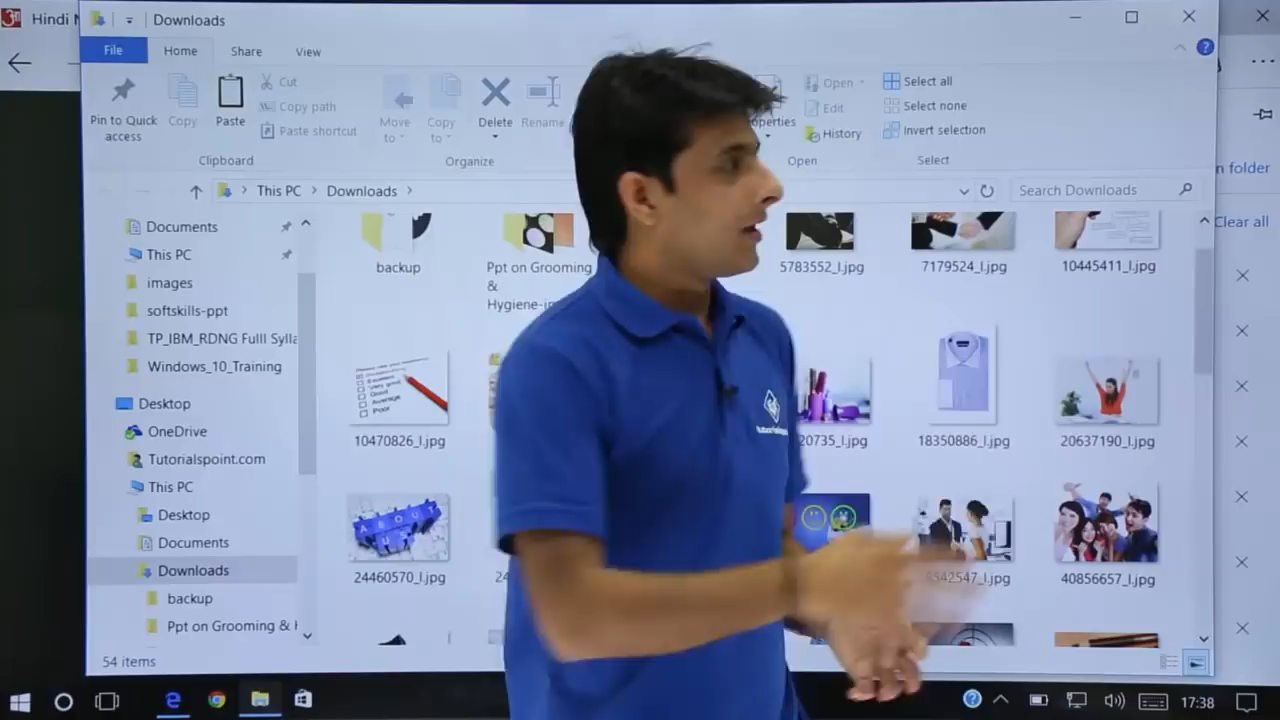 Hindi
Downloads
File
Home
Share
View
Pin to Quick
access
Copy
Paste
Cut
Copy path
Paste shortcut
Move
to
Copy
to
Delete
Rename
Open
Edit
History
Select all
Select none
Invert selection
Clipboard
Organize
Open
Select
This PC > Downloads >
Search Downloads
folder
Clear all
Documents
This PC
images
softskills-ppt
TP_IBM_RDNG Fulll Sylla
Windows_10_Training
Desktop
OneDrive
Tutorialspoint.com
This PC
Desktop
Documents
Downloads
backup
Ppt on Grooming &
backup
Ppt on Grooming
&
5783552_l.jpg
7179524_l.jpg
10445411_l.jpg
10470826_l.jpg
20735_l.jpg
18350886_l.jpg
20637190_l.jpg
24460570_l.jpg
40856657_l.jpg
54 items
17:38